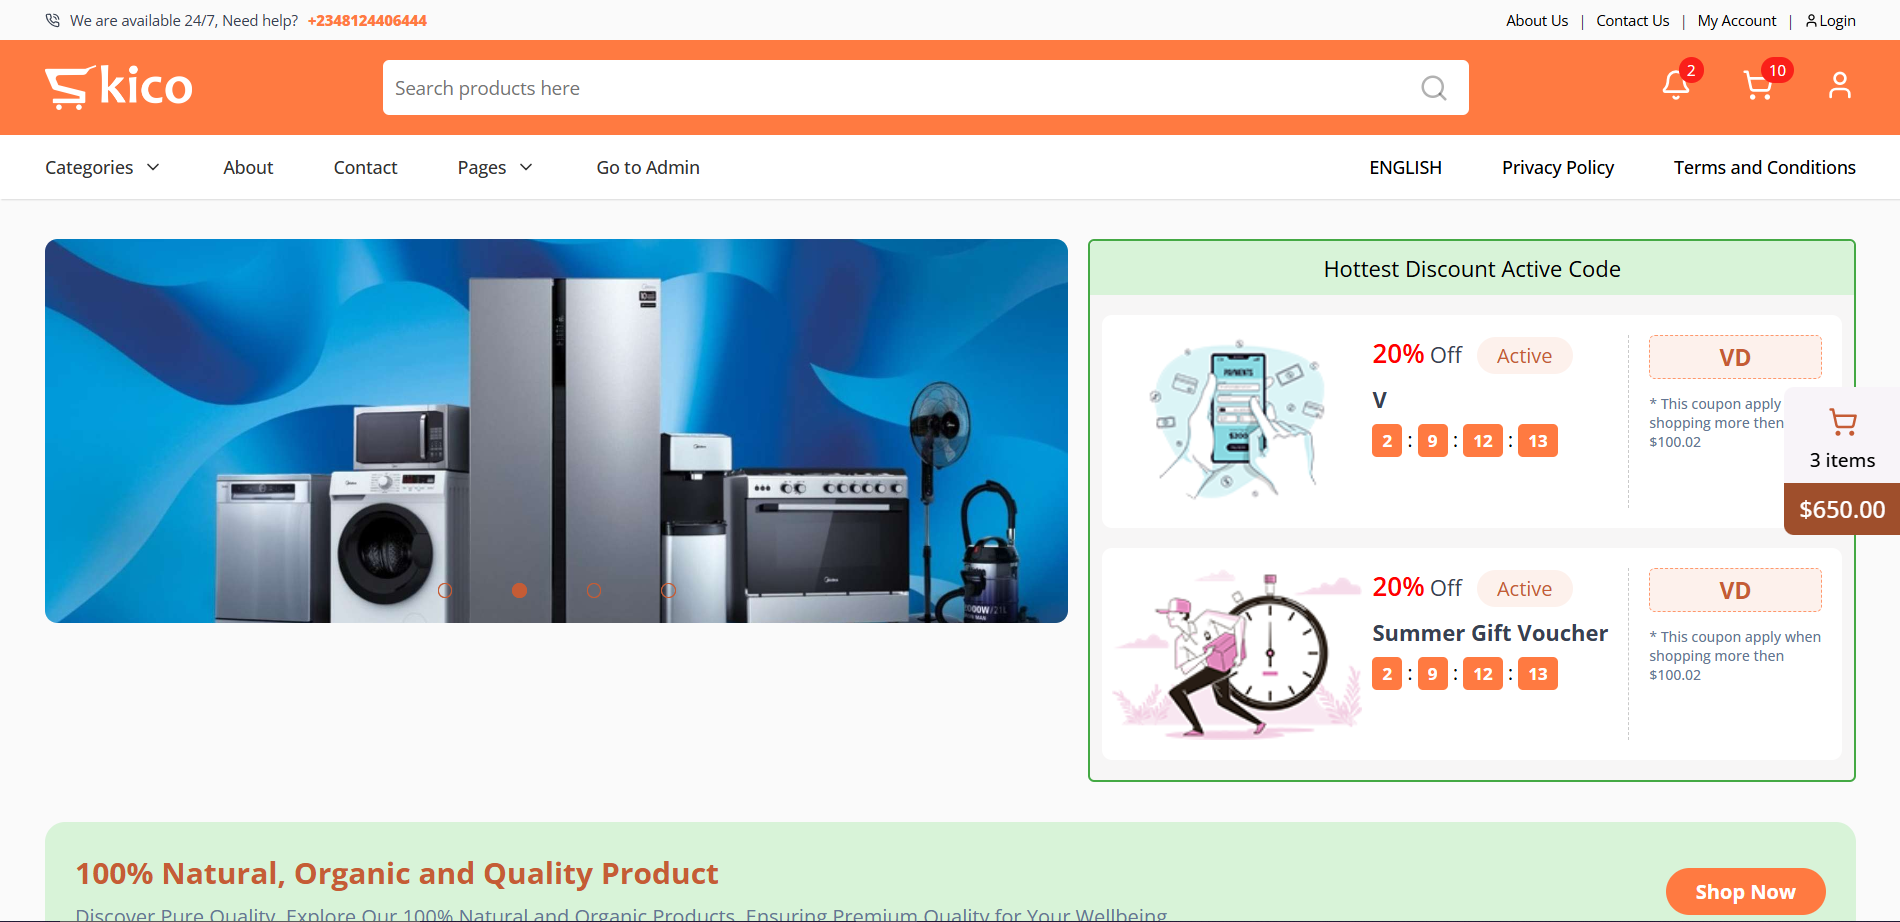 We are available 24/7, Need help? +2348124406444
About Us | Contact Us | My Account | Login
kico
Search products here
2
10
Categories About Contact Pages Go to Admin
ENGLISH Privacy Policy Terms and Conditions
Hottest Discount Active Code
PAYMENTS
$200
20% Off Active
V
2 : 9 : 12 : 13
VD
* This coupon apply
shopping more then
$100.02
3 items
$650.00
20% Off Active
Summer Gift Voucher
2 : 9 : 12 : 13
VD
* This coupon apply when
shopping more then
$100.02
100% Natural, Organic and Quality Product
Discover Pure Quality. Explore Our 100% Natural and Organic Products, Ensuring Premium Quality for Your Wellbeing
Shop Now